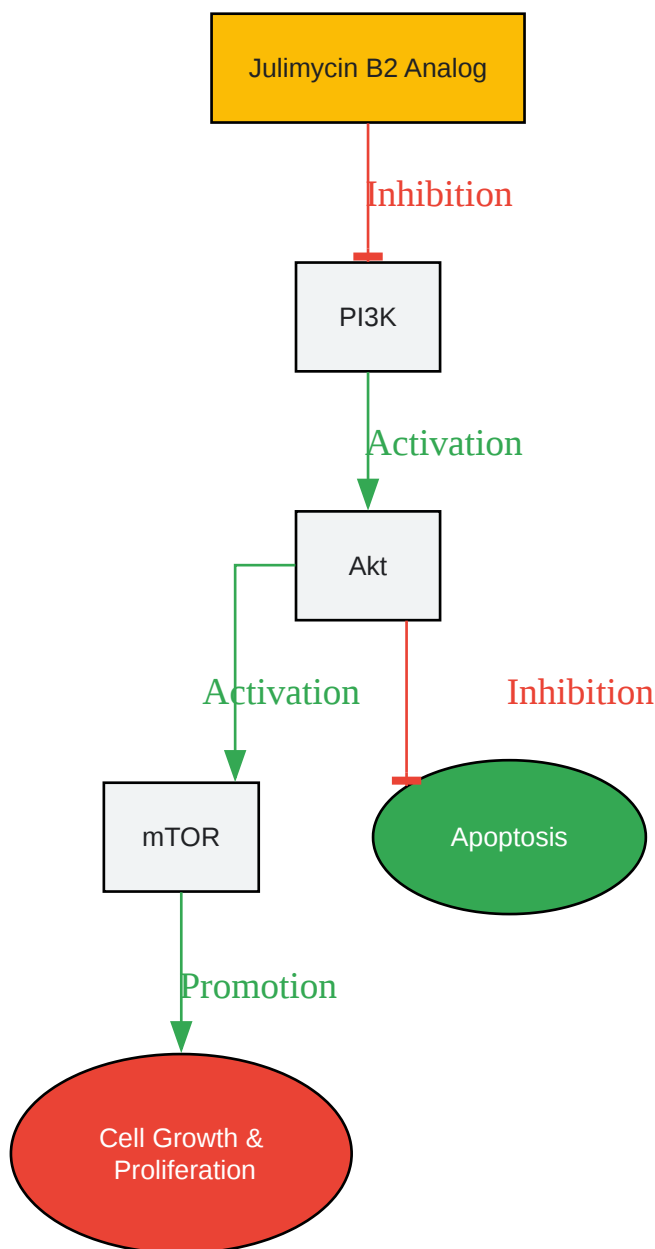 Julimycin B2 Analog
Inhibition
PI3K
Activation
Akt
Activation
Inhibition
mTOR
Apoptosis
Promotion
Cell Growth &
Proliferation